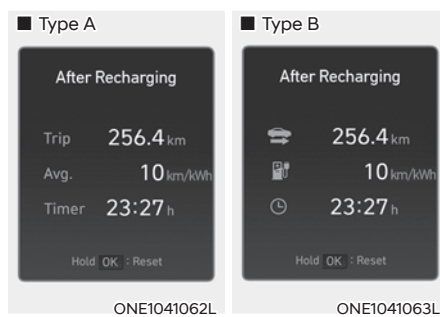 ■ Type A
After Recharging
Trip 256.4 km
Avg. 10 km/kWh
Timer 23:27 h
Hold OK : Reset
ONE1041062L
■ Type B
After Recharging
256.4 km
10 km/kWh
23:27 h
Hold OK : Reset
ONE1041063L